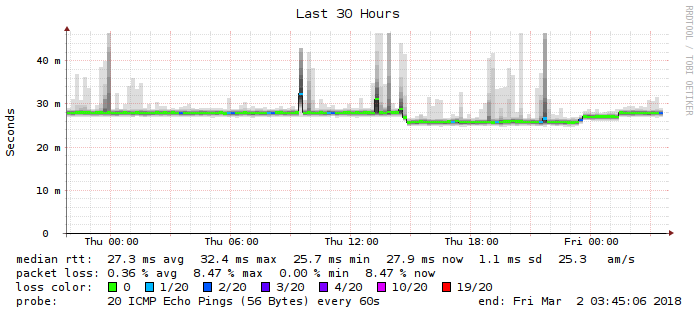 Last 30 Hours
RRDTOOL / TOBI OETIKER
Seconds
40 m
30 m
20 m
10 m
0
Thu 00:00 Thu 06:00 Thu 12:00 Thu 18:00 Fri 00:00
median rtt: 27.3 ms avg 32.4 ms max 25.7 ms min 27.9 ms now 1.1 ms sd 25.3 am/s
packet loss: 0.36 % avg 8.47 % max 0.00 % min 8.47 % now
loss color: 0 1/20 2/20 3/20 4/20 10/20 19/20
probe: 20 ICMP Echo Pings (56 Bytes) every 60s end: Fri Mar 2 03:45:06 2018